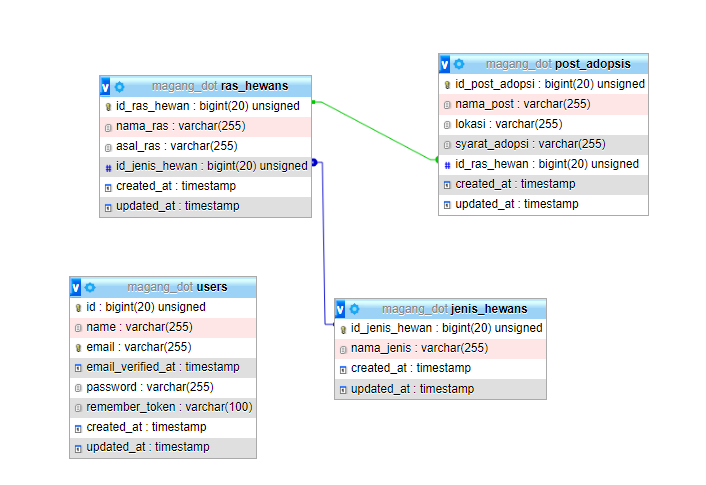 magang_dot ras_hewans
id_ras_hewan : bigint(20) unsigned
nama_ras : varchar(255)
asal_ras : varchar(255)
id_jenis_hewan : bigint(20) unsigned
created_at : timestamp
updated_at : timestamp
magang_dot post_adopsis
id_post_adopsi : bigint(20) unsigned
nama_post : varchar(255)
lokasi : varchar(255)
syarat_adopsi : varchar(255)
id_ras_hewan : bigint(20) unsigned
created_at : timestamp
updated_at : timestamp
magang_dot users
id : bigint(20) unsigned
name : varchar(255)
email : varchar(255)
email_verified_at : timestamp
password : varchar(255)
remember_token : varchar(100)
created_at : timestamp
updated_at : timestamp
magang_dot jenis_hewans
id_jenis_hewan : bigint(20) unsigned
nama_jenis : varchar(255)
created_at : timestamp
updated_at : timestamp